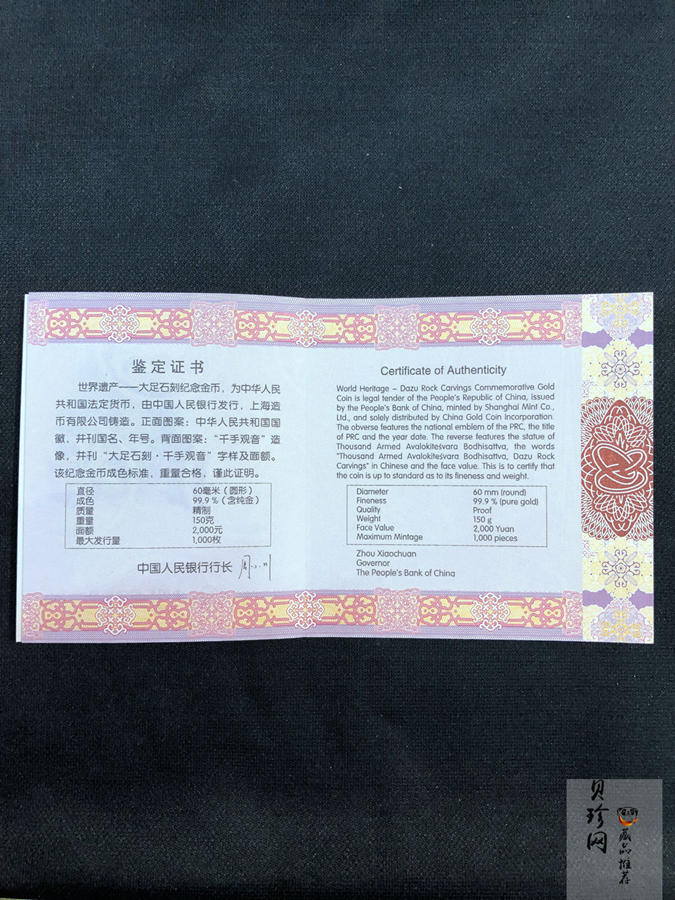 鉴定证书
世界遗产——大足石刻纪念金币，为中华人民
共和国法定货币，由中国人民银行发行，上海造
币有限公司铸造。正面图案：中华人民共和国国
徽，并刊国名、年号。背面图案：“千手观音”造
像，并刊“大足石刻·千手观音”字样及面额。
该纪念金币成色标准，重量合格，谨此证明。
直径 60毫米（圆形）
成色 99.9 %（含纯金）
质量 精制
重量 150克
面额 2,000元
最大发行量 1,000枚
中国人民银行行长
Certificate of Authenticity
World Heritage – Dazu Rock Carvings Commemorative Gold
Coin is legal tender of the People's Republic of China, issued
by the People's Bank of China, minted by Shanghai Mint Co.,
Ltd., and solely distributed by China Gold Coin Incorporation.
The obverse features the national emblem of the PRC, the title
of PRC and the year date. The reverse features the statue of
Thousand Armed Avalokiteśvara Bodhisattva, the words
"Thousand Armed Avalokiteśvara Bodhisattva, Dazu Rock
Carvings" in Chinese and the face value. This is to certify that
the coin is up to standard as to its fineness and weight.
Diameter 60 mm (round)
Fineness 99.9 % (pure gold)
Quality Proof
Weight 150 g
Face Value 2,000 Yuan
Maximum Mintage 1,000 pieces
Zhou Xiaochuan
Governor
The People's Bank of China
贝珍网
藏品推荐